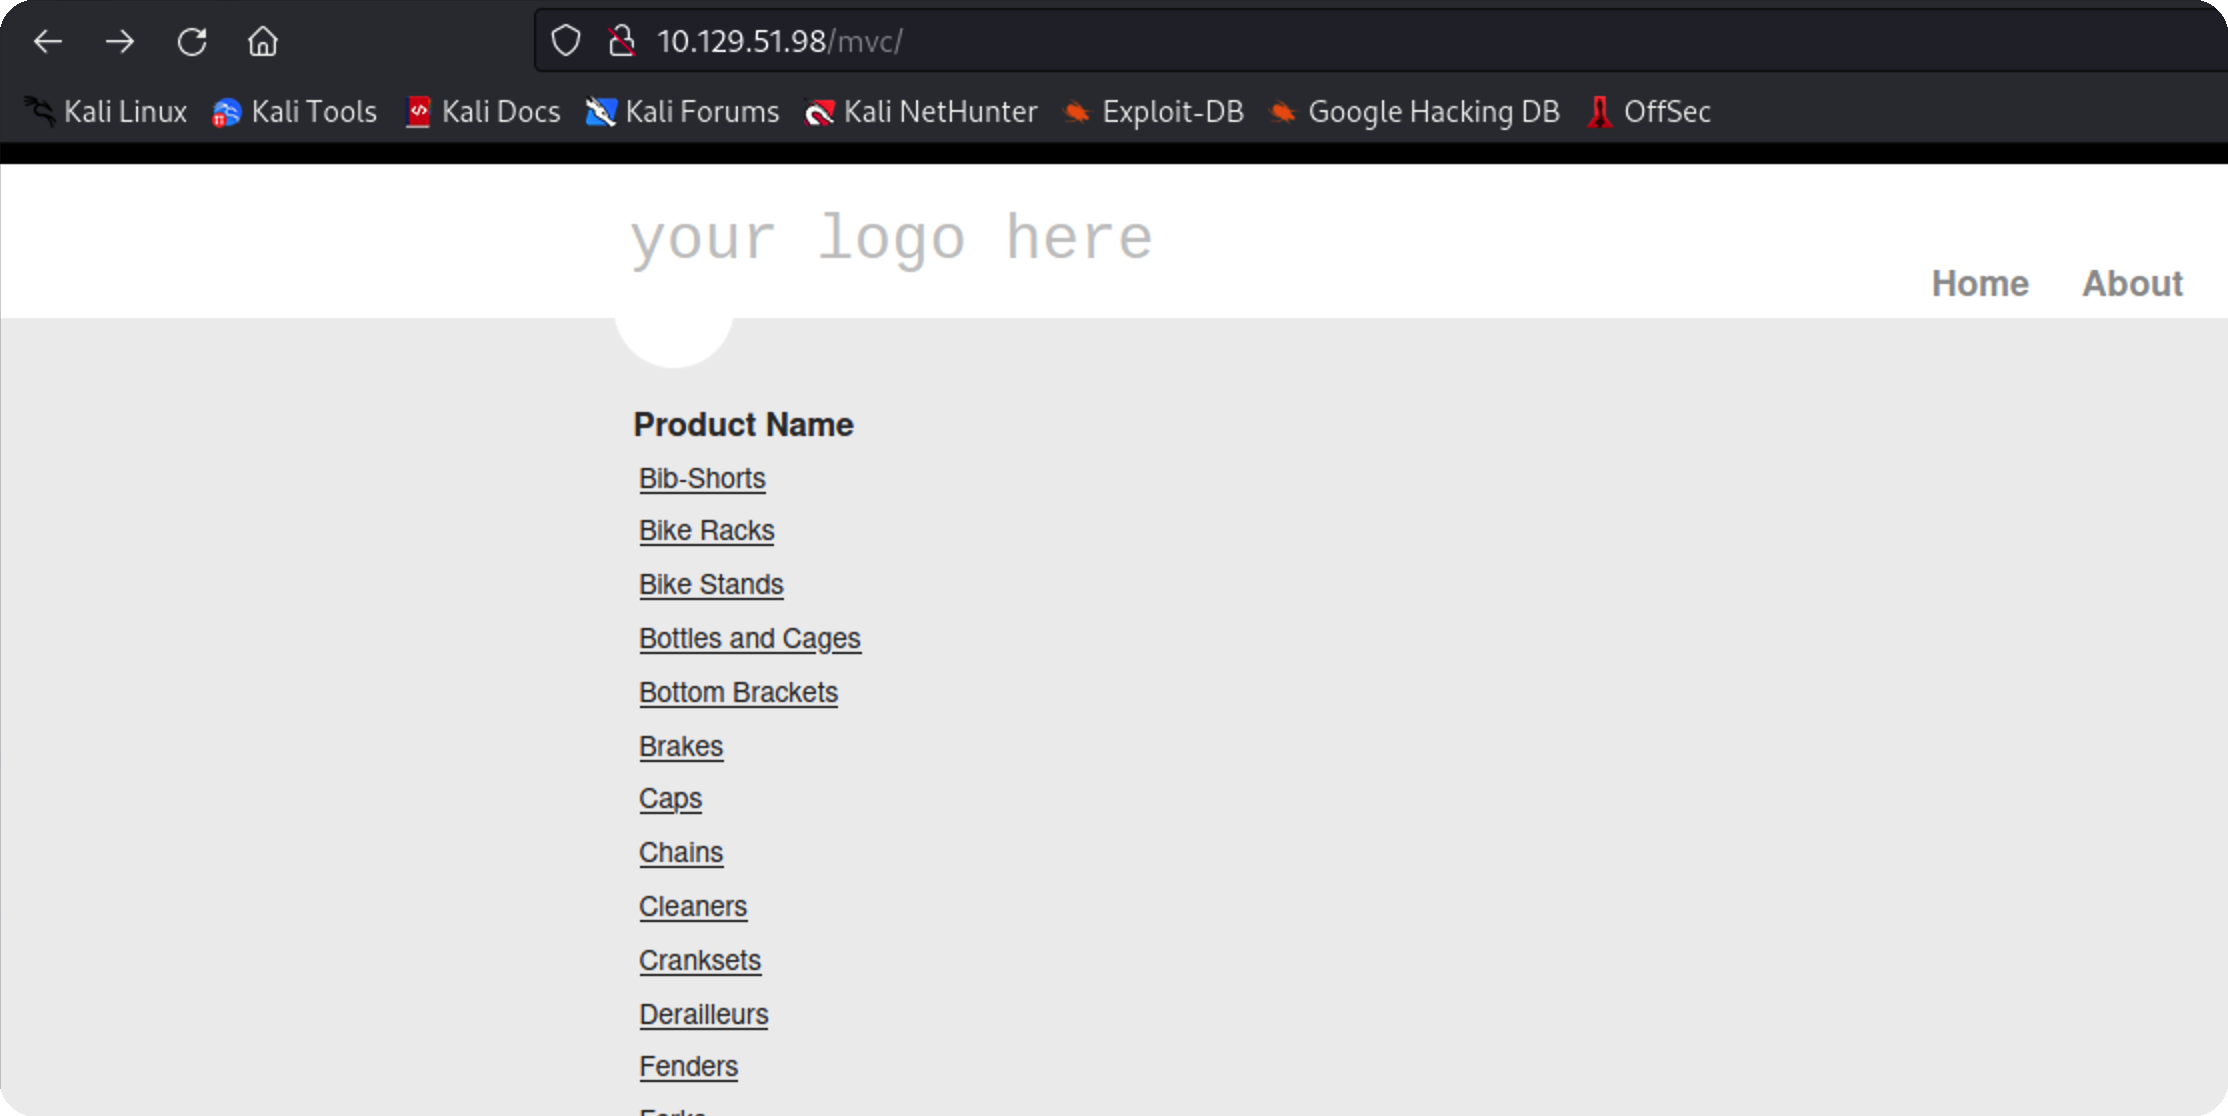 10.129.51.98/mvc/
Kali Linux Kali Tools Kali Docs Kali Forums Kali NetHunter Exploit-DB Google Hacking DB OffSec
your logo here
Home About
Product Name
Bib-Shorts
Bike Racks
Bike Stands
Bottles and Cages
Bottom Brackets
Brakes
Caps
Chains
Cleaners
Cranksets
Derailleurs
Fenders